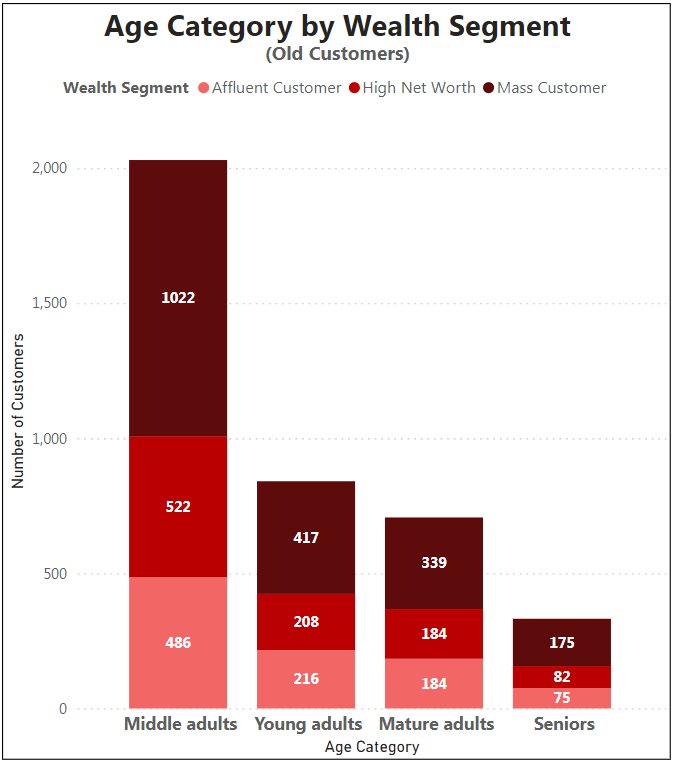 Age Category by Wealth Segment
(Old Customers)
Wealth Segment Affluent Customer High Net Worth Mass Customer
Number of Customers
2,000
1,500
1,000
500
0
1022
522
486
417
208
216
339
184
184
175
82
75
Middle adults Young adults Mature adults Seniors
Age Category